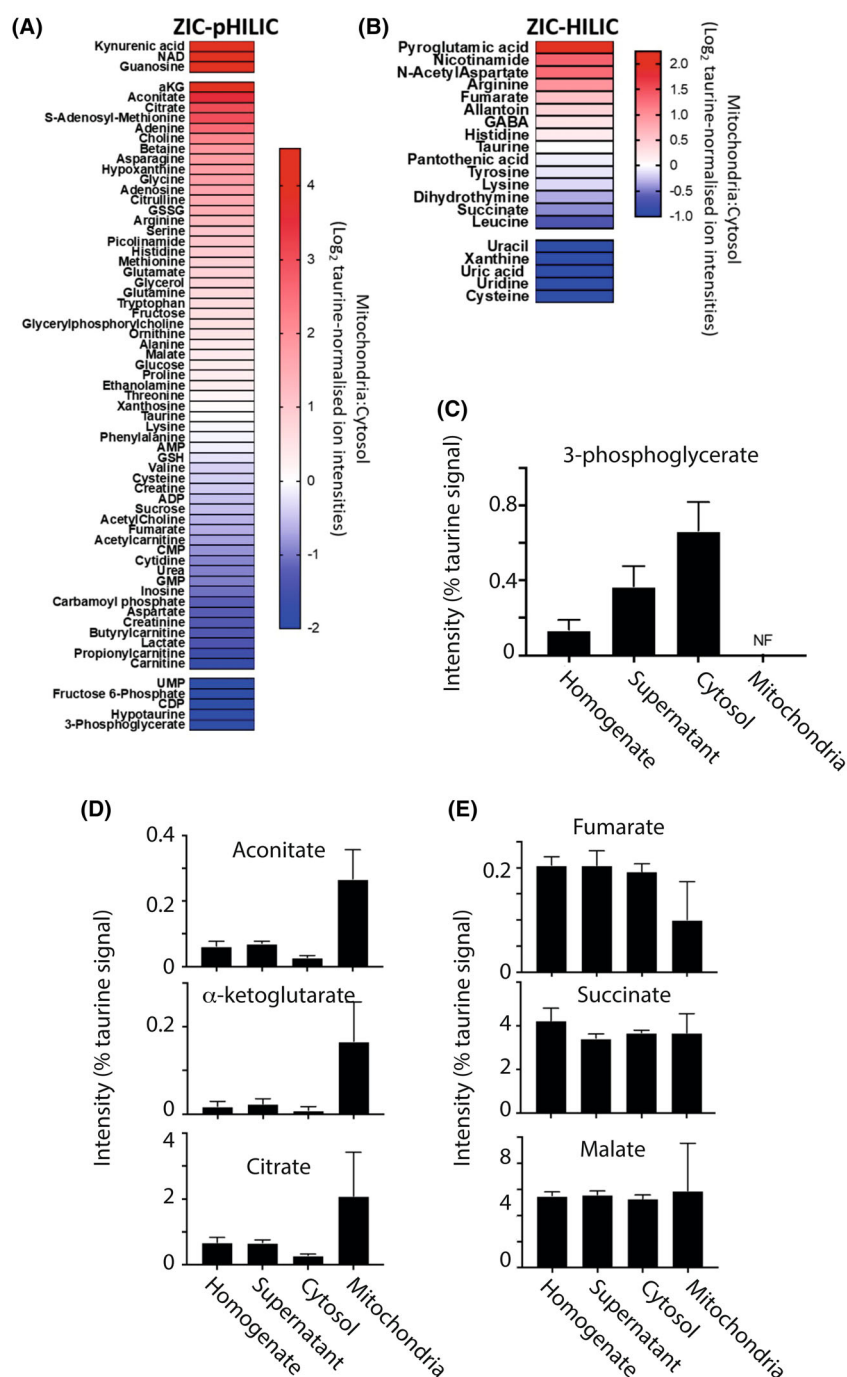 (A)
ZIC-pHILIC
Kynurenic acid
NAD
Guanosine
aKG
Aconitate
Citrate
S-Adenosyl-Methionine
Adenine
Choline
Betaine
Asparagine
Hypoxanthine
Glycine
Adenosine
Citrulline
GSSG
Arginine
Serine
Picolinamide
Histidine
Methionine
Glutamate
Glycerol
Glutamine
Tryptophan
Fructose
Glycerylphosphorylcholine
Ornithine
Alanine
Malate
Glucose
Proline
Ethanolamine
Threonine
Xanthosine
Taurine
Lysine
Phenylalanine
AMP
GSH
Valine
Cysteine
Creatine
ADP
Sucrose
AcetylCholine
Fumarate
Acetylcarnitine
CMP
Cytidine
Urea
GMP
Inosine
Carbamoyl phosphate
Aspartate
Creatinine
Butyrylcarnitine
Lactate
Propionylcarnitine
Carnitine
UMP
Fructose 6-Phosphate
CDP
Hypotaurine
3-Phosphoglycerate
4
3
2
1
0
-1
-2
Mitochondria:Cytosol
(Log2 taurine-normalised ion intensities)
(B)
ZIC-HILIC
Pyroglutamic acid
Nicotinamide
N-AcetylAspartate
Arginine
Fumarate
Allantoin
GABA
Histidine
Taurine
Pantothenic acid
Tyrosine
Lysine
Dihydrothymine
Succinate
Leucine
Uracil
Xanthine
Uric acid
Uridine
Cysteine
2.0
1.5
1.0
0.5
0
-0.5
-1.0
Mitochondria:Cytosol
(Log2 taurine-normalised ion intensities)
(C)
3-phosphoglycerate
Intensity (% taurine signal)
0.8
0.4
0
NF
Homogenate
Supernatant
Cytosol
Mitochondria
(D)
Intensity (% taurine signal)
Aconitate
0.4
0.2
0
α-ketoglutarate
0.2
0
Citrate
4
2
0
Homogenate
Supernatant
Cytosol
Mitochondria
(E)
Intensity (% taurine signal)
Fumarate
0.2
0
Succinate
4
2
0
Malate
8
4
0
Homogenate
Supernatant
Cytosol
Mitochondria